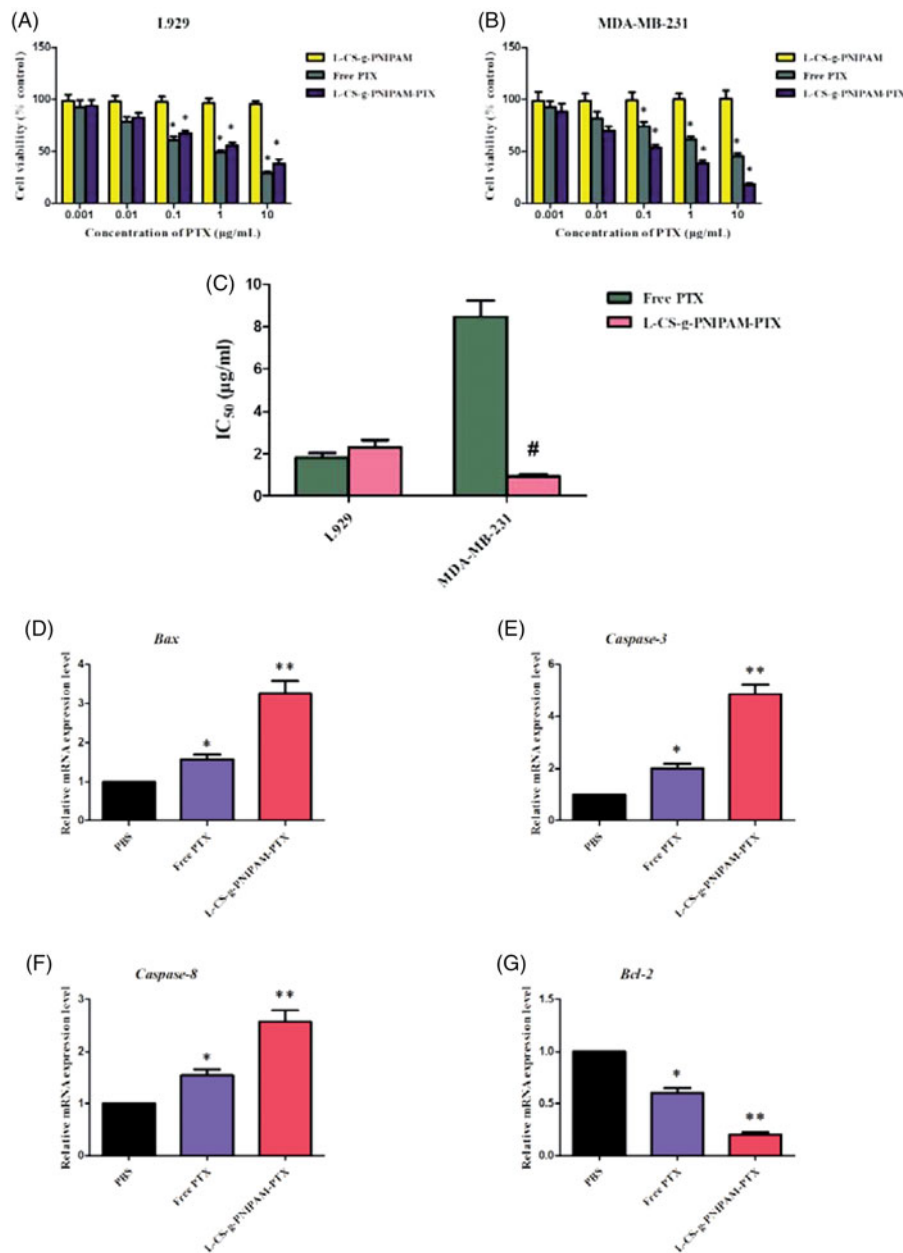 (A)
L929
150
100
50
0
Cell viability (% control)
0.001 0.01 0.1 1 10
Concentration of PTX (µg/mL)
L-CS-g-PNIPAM
Free PTX
L-CS-g-PNIPAM-PTX
* * * * * *
(B)
MDA-MB-231
150
100
50
0
Cell viability (% control)
0.001 0.01 0.1 1 10
Concentration of PTX (µg/mL)
L-CS-g-PNIPAM
Free PTX
L-CS-g-PNIPAM-PTX
* * * * * *
(C)
10
8
6
4
2
0
IC50 (µg/ml)
Free PTX
L-CS-g-PNIPAM-PTX
#
L929
MDA-MB-231
(D)
Bax
4
3
2
1
0
Relative mRNA expression level
*
**
PBS
Free PTX
L-CS-g-PNIPAM-PTX
(E)
Caspase-3
6
4
2
0
Relative mRNA expression level
*
**
PBS
Free PTX
L-CS-g-PNIPAM-PTX
(F)
Caspase-8
3
2
1
0
Relative mRNA expression level
*
**
PBS
Free PTX
L-CS-g-PNIPAM-PTX
(G)
Bcl-2
1.5
1.0
0.5
0.0
Relative mRNA expression level
*
**
PBS
Free PTX
L-CS-g-PNIPAM-PTX